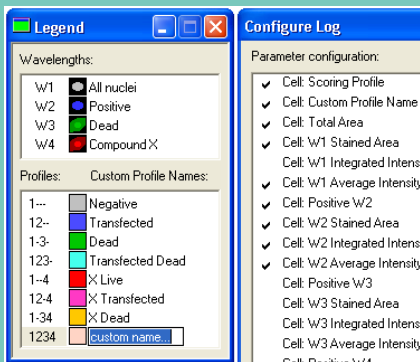 Legend
Wavelengths:
W1 All nuclei
W2 Positive
W3 Dead
W4 Compound X
Profiles: Custom Profile Names:
1--- Negative
12-- Transfected
1-3- Dead
123- Transfected Dead
1--4 X Live
12-4 X Transfected
1-34 X Dead
1234 custom name...
Configure Log
Parameter configuration:
Cell: Scoring Profile
Cell: Custom Profile Name
Cell: Total Area
Cell: W1 Stained Area
Cell: W1 Integrated Intens
Cell: W1 Average Intensity
Cell: Positive W2
Cell: W2 Stained Area
Cell: W2 Integrated Intens
Cell: W2 Average Intensity
Cell: Positive W3
Cell: W3 Stained Area
Cell: W3 Integrated Intens
Cell: W3 Average Intensity
Cell: Positive W4